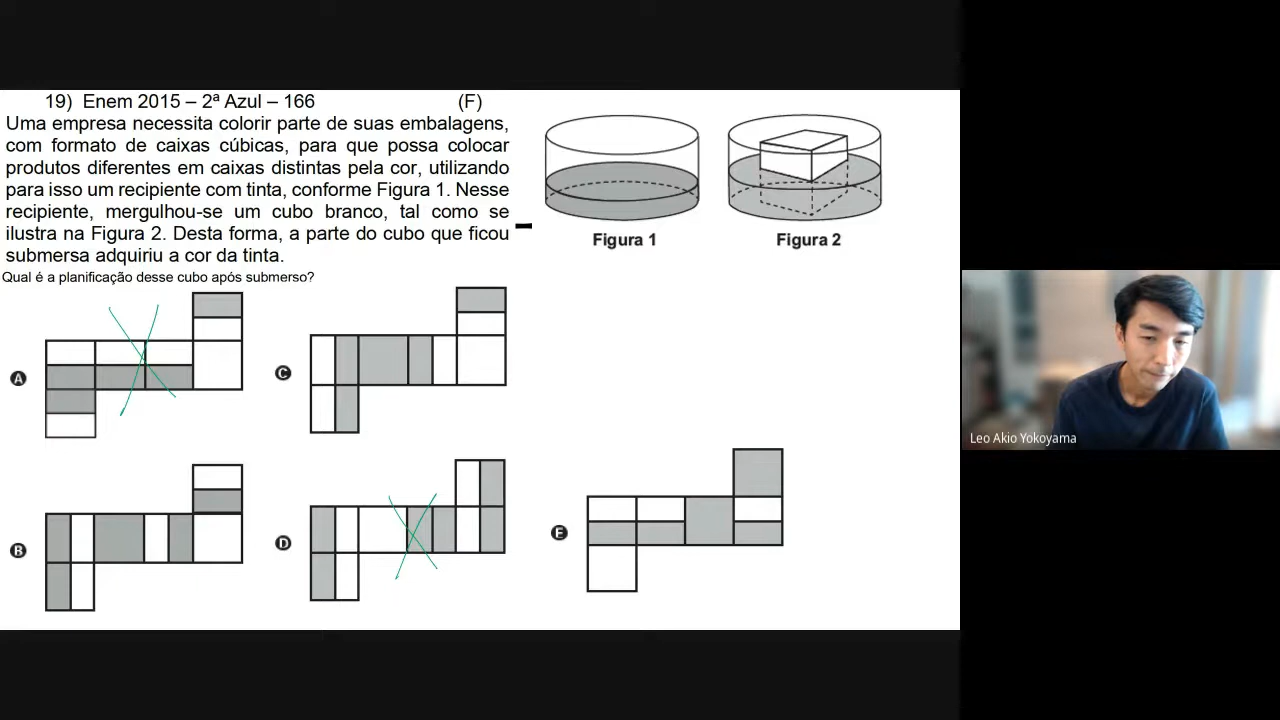 19) Enem 2015 – 2ª Azul – 166 (F)
Uma empresa necessita colorir parte de suas embalagens,
com formato de caixas cúbicas, para que possa colocar
produtos diferentes em caixas distintas pela cor, utilizando
para isso um recipiente com tinta, conforme Figura 1. Nesse
recipiente, mergulhou-se um cubo branco, tal como se
ilustra na Figura 2. Desta forma, a parte do cubo que ficou
submersa adquiriu a cor da tinta.
Qual é a planificação desse cubo após submerso?
Figura 1
Figura 2
A
C
B
D
E
Leo Akio Yokoyama